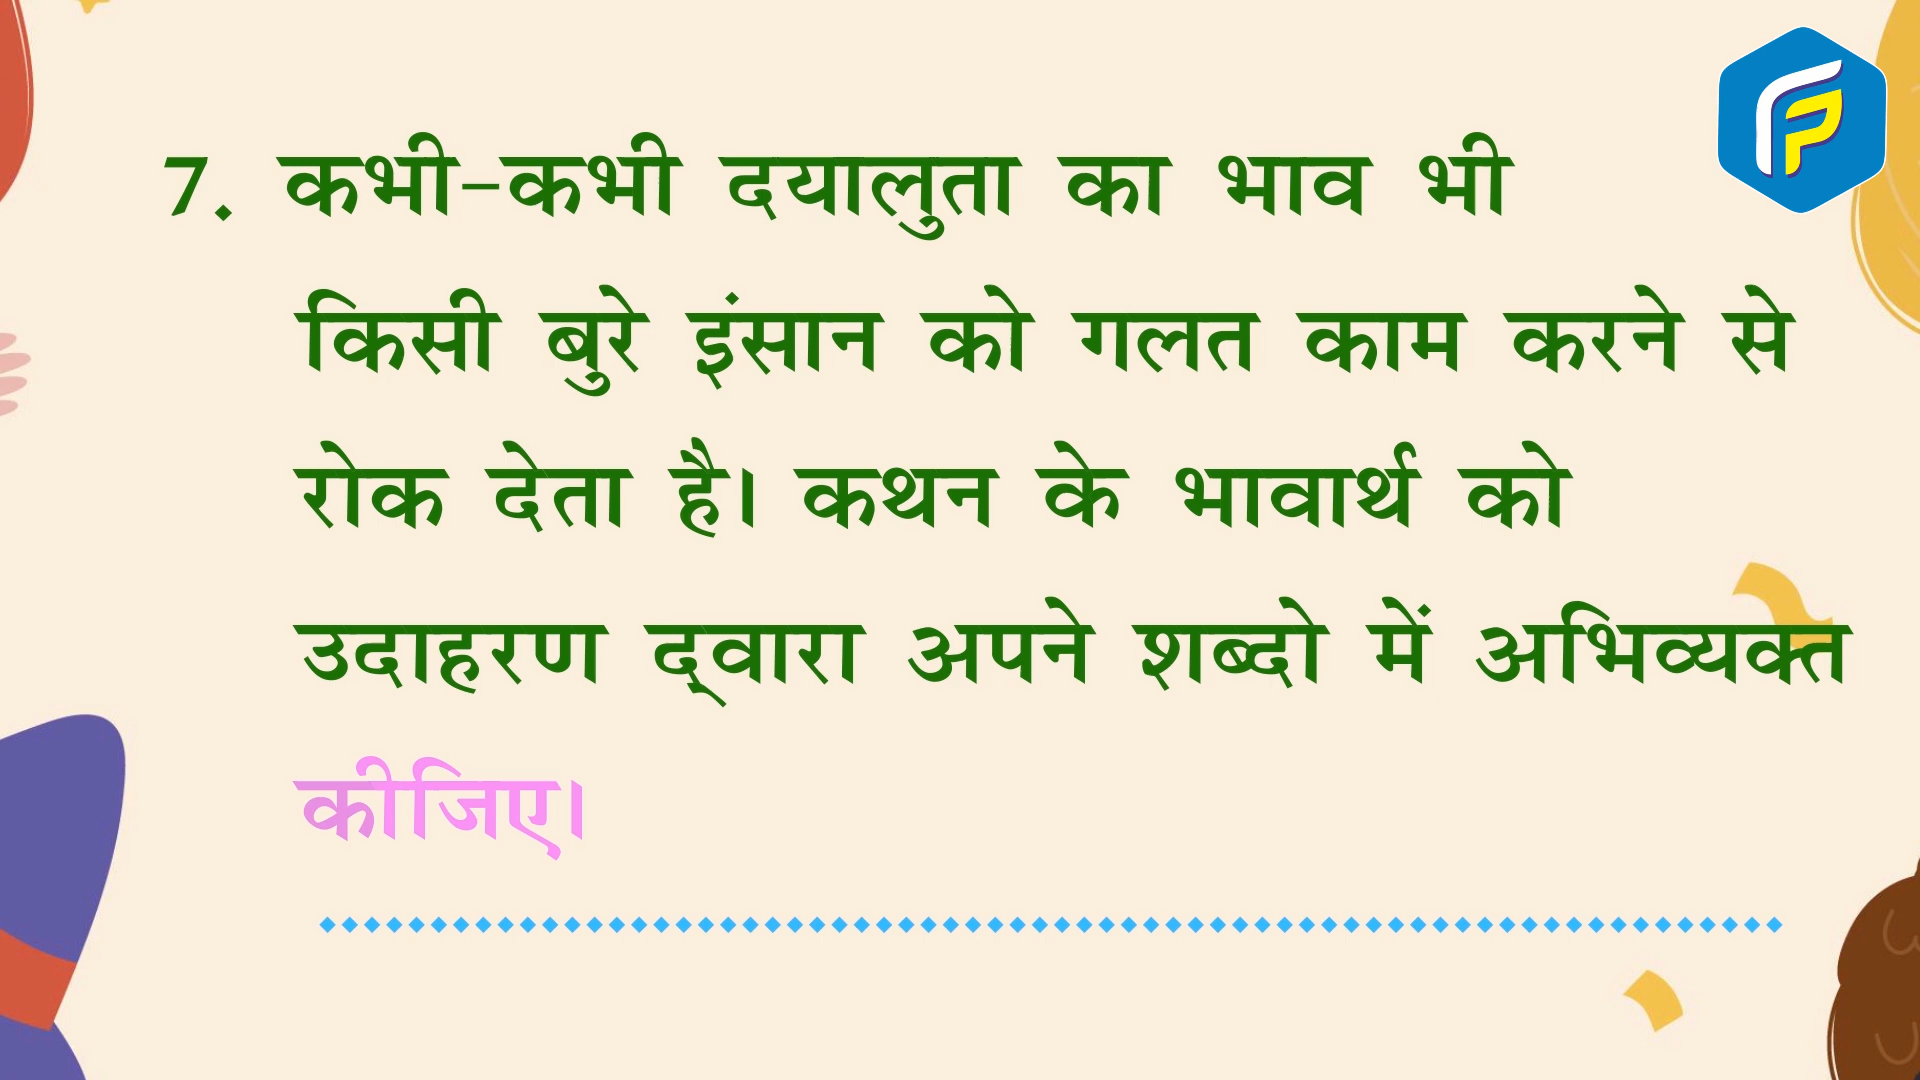 7. कभी-कभी दयालुता का भाव भी
किसी बुरे इंसान को गलत काम करने से
रोक देता है। कथन के भावार्थ को
उदाहरण द्वारा अपने शब्दो में अभिव्यक्त
कीजिए।